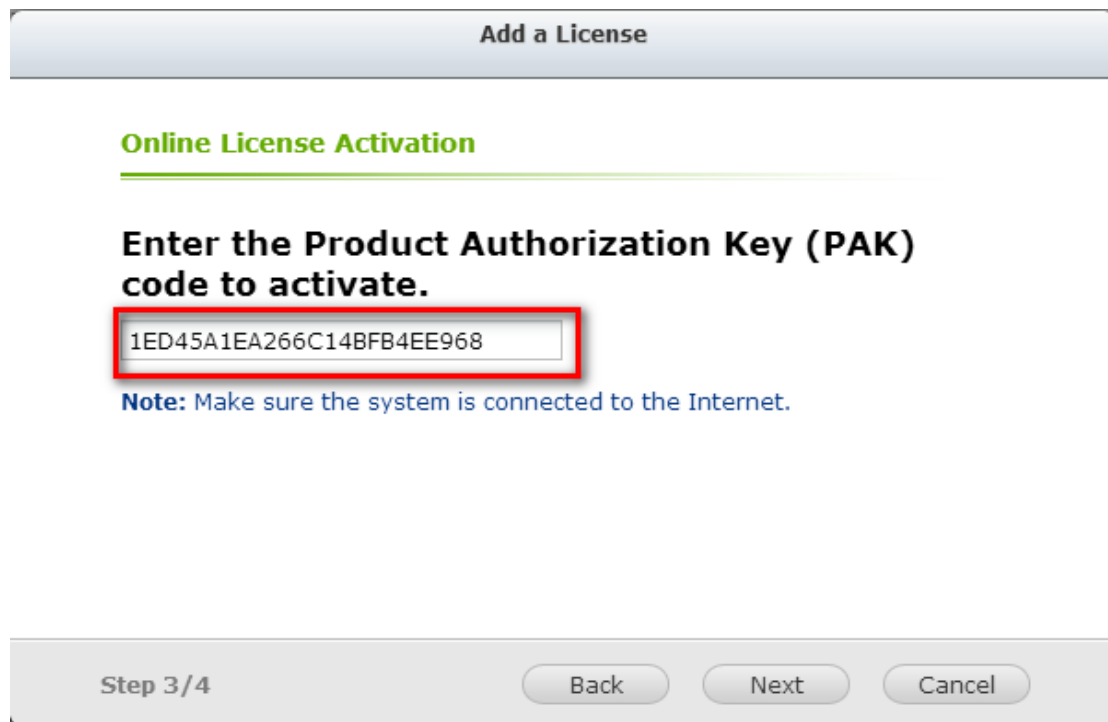 Add a License
Online License Activation
Enter the Product Authorization Key (PAK)
code to activate.
1ED45A1EA266C14BFB4EE968
Note: Make sure the system is connected to the Internet.
Step 3/4
Back
Next
Cancel